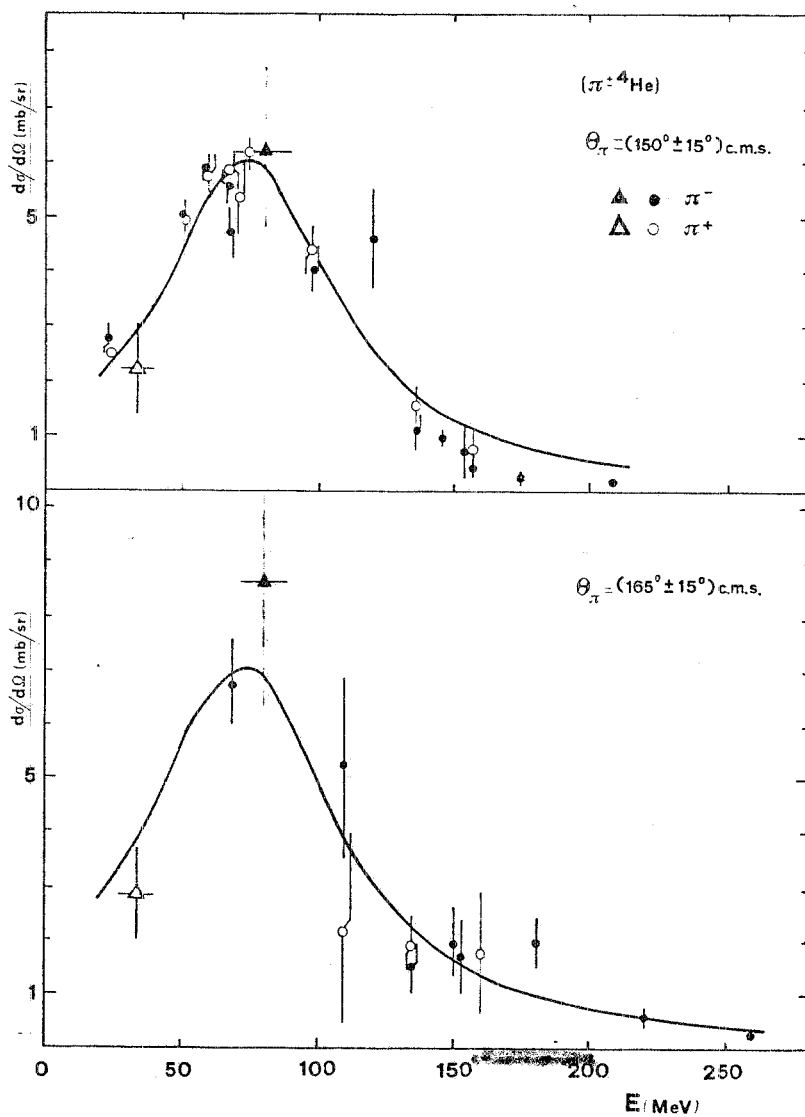 dσ/dΩ (mb/sr)
(π± ⁴He)
Θπ = (150° ± 15°) c.m.s.
▲ ● π⁻
△ ○ π⁺
5
1
10
dσ/dΩ (mb/sr)
Θπ = (165° ± 15°) c.m.s.
5
1
0 50 100 150 200 250
E (MeV)